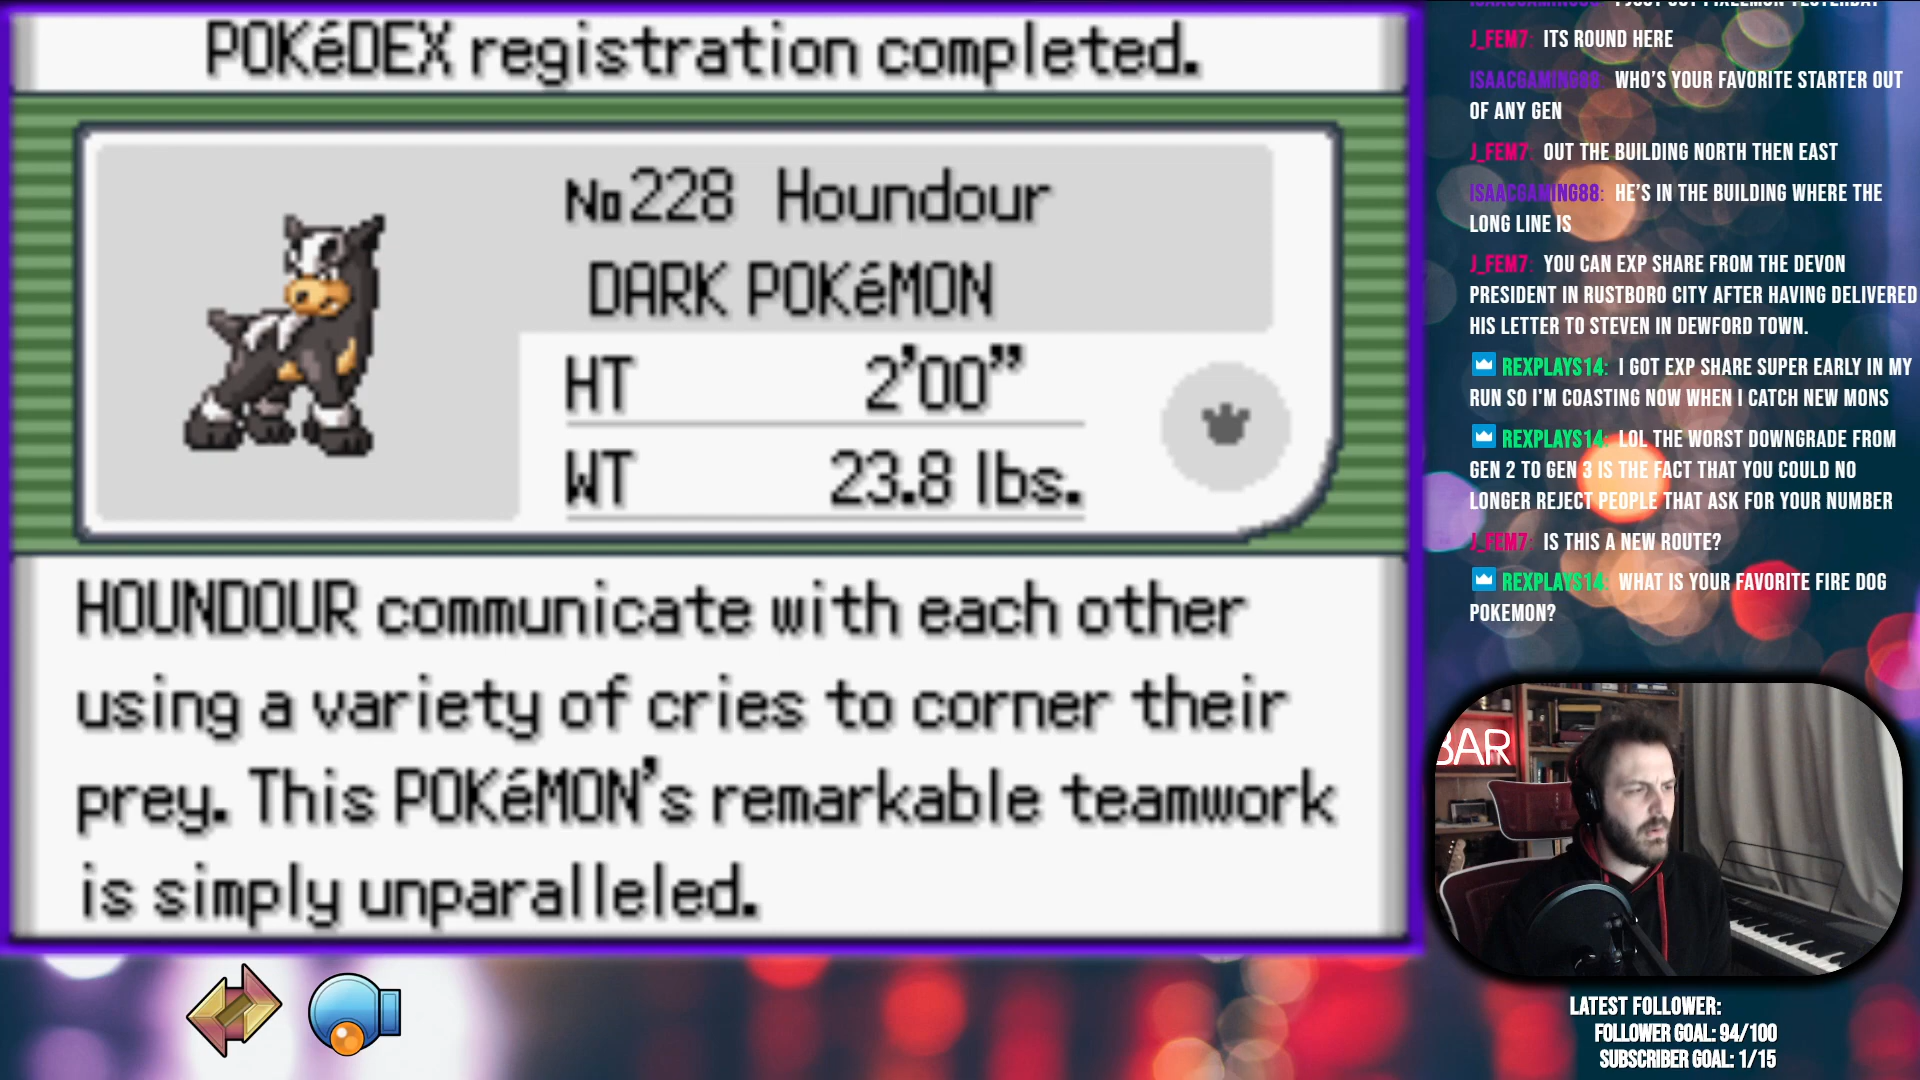 POKéDEX registration completed.
No 228 Houndour
DARK POKéMON
HT 2'00"
WT 23.8 lbs.
HOUNDOUR communicate with each other
using a variety of cries to corner their
prey. This POKéMON's remarkable teamwork
is simply unparalleled.
J_FEM7: ITS ROUND HERE
ISAACGAMING88: WHO'S YOUR FAVORITE STARTER OUT
OF ANY GEN
J_FEM7: OUT THE BUILDING NORTH THEN EAST
ISAACGAMING88: HE'S IN THE BUILDING WHERE THE
LONG LINE IS
J_FEM7: YOU CAN EXP SHARE FROM THE DEVON
PRESIDENT IN RUSTBORO CITY AFTER HAVING DELIVERED
HIS LETTER TO STEVEN IN DEWFORD TOWN.
REXPLAYS14: I GOT EXP SHARE SUPER EARLY IN MY
RUN SO I'M COASTING NOW WHEN I CATCH NEW MONS
REXPLAYS14: LOL THE WORST DOWNGRADE FROM
GEN 2 TO GEN 3 IS THE FACT THAT YOU COULD NO
LONGER REJECT PEOPLE THAT ASK FOR YOUR NUMBER
J_FEM7: IS THIS A NEW ROUTE?
REXPLAYS14: WHAT IS YOUR FAVORITE FIRE DOG
POKEMON?
BAR
LATEST FOLLOWER:
FOLLOWER GOAL: 94/100
SUBSCRIBER GOAL: 1/15